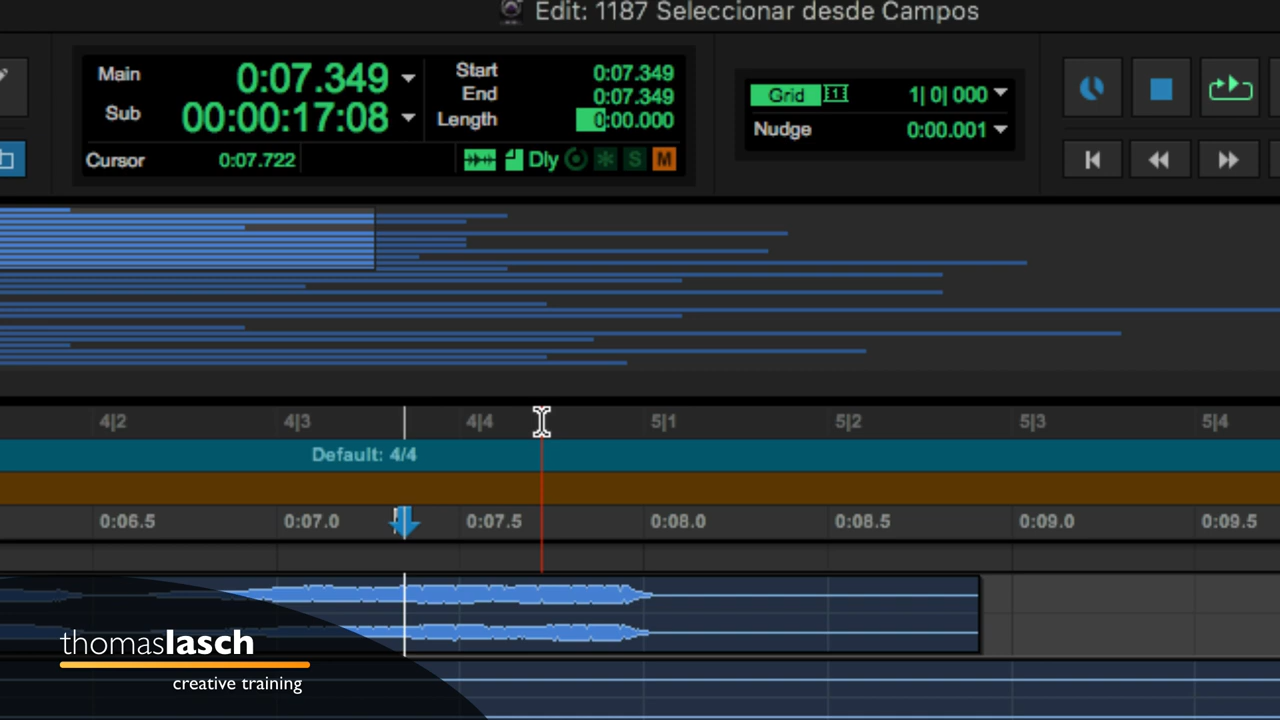 Edit: 1187 Seleccionar desde Campos
Main 0:07.349
Sub 00:00:17:08
Cursor 0:07.722
Start 0:07.349
End 0:07.349
Length 0:00.000
Dly S M
Grid 1| 0| 000
Nudge 0:00.001
4|2 4|3 4|4 5|1 5|2 5|3 5|4
Default: 4/4
0:06.5 0:07.0 0:07.5 0:08.0 0:08.5 0:09.0 0:09.5
thomaslasch
creative training